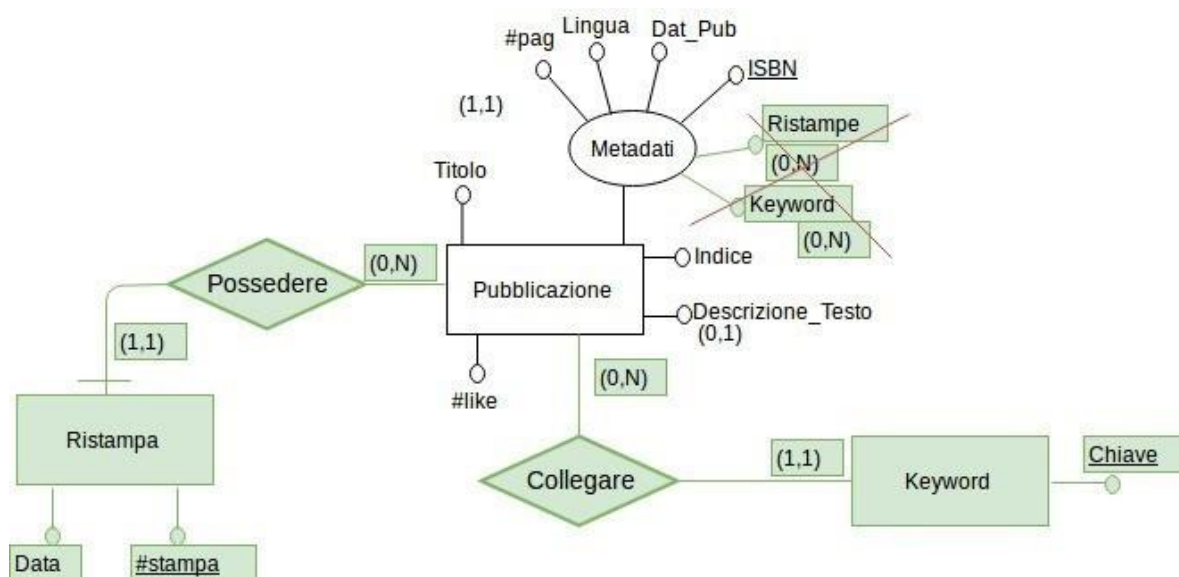 #pag
Lingua
Dat_Pub
ISBN
(1,1)
Metadati
Ristampe
(0,N)
Keyword
(0,N)
Titolo
Possedere
(0,N)
Pubblicazione
Indice
Descrizione_Testo
(0,1)
(1,1)
#like
(0,N)
Ristampa
Collegare
(1,1)
Keyword
Chiave
Data
#stampa